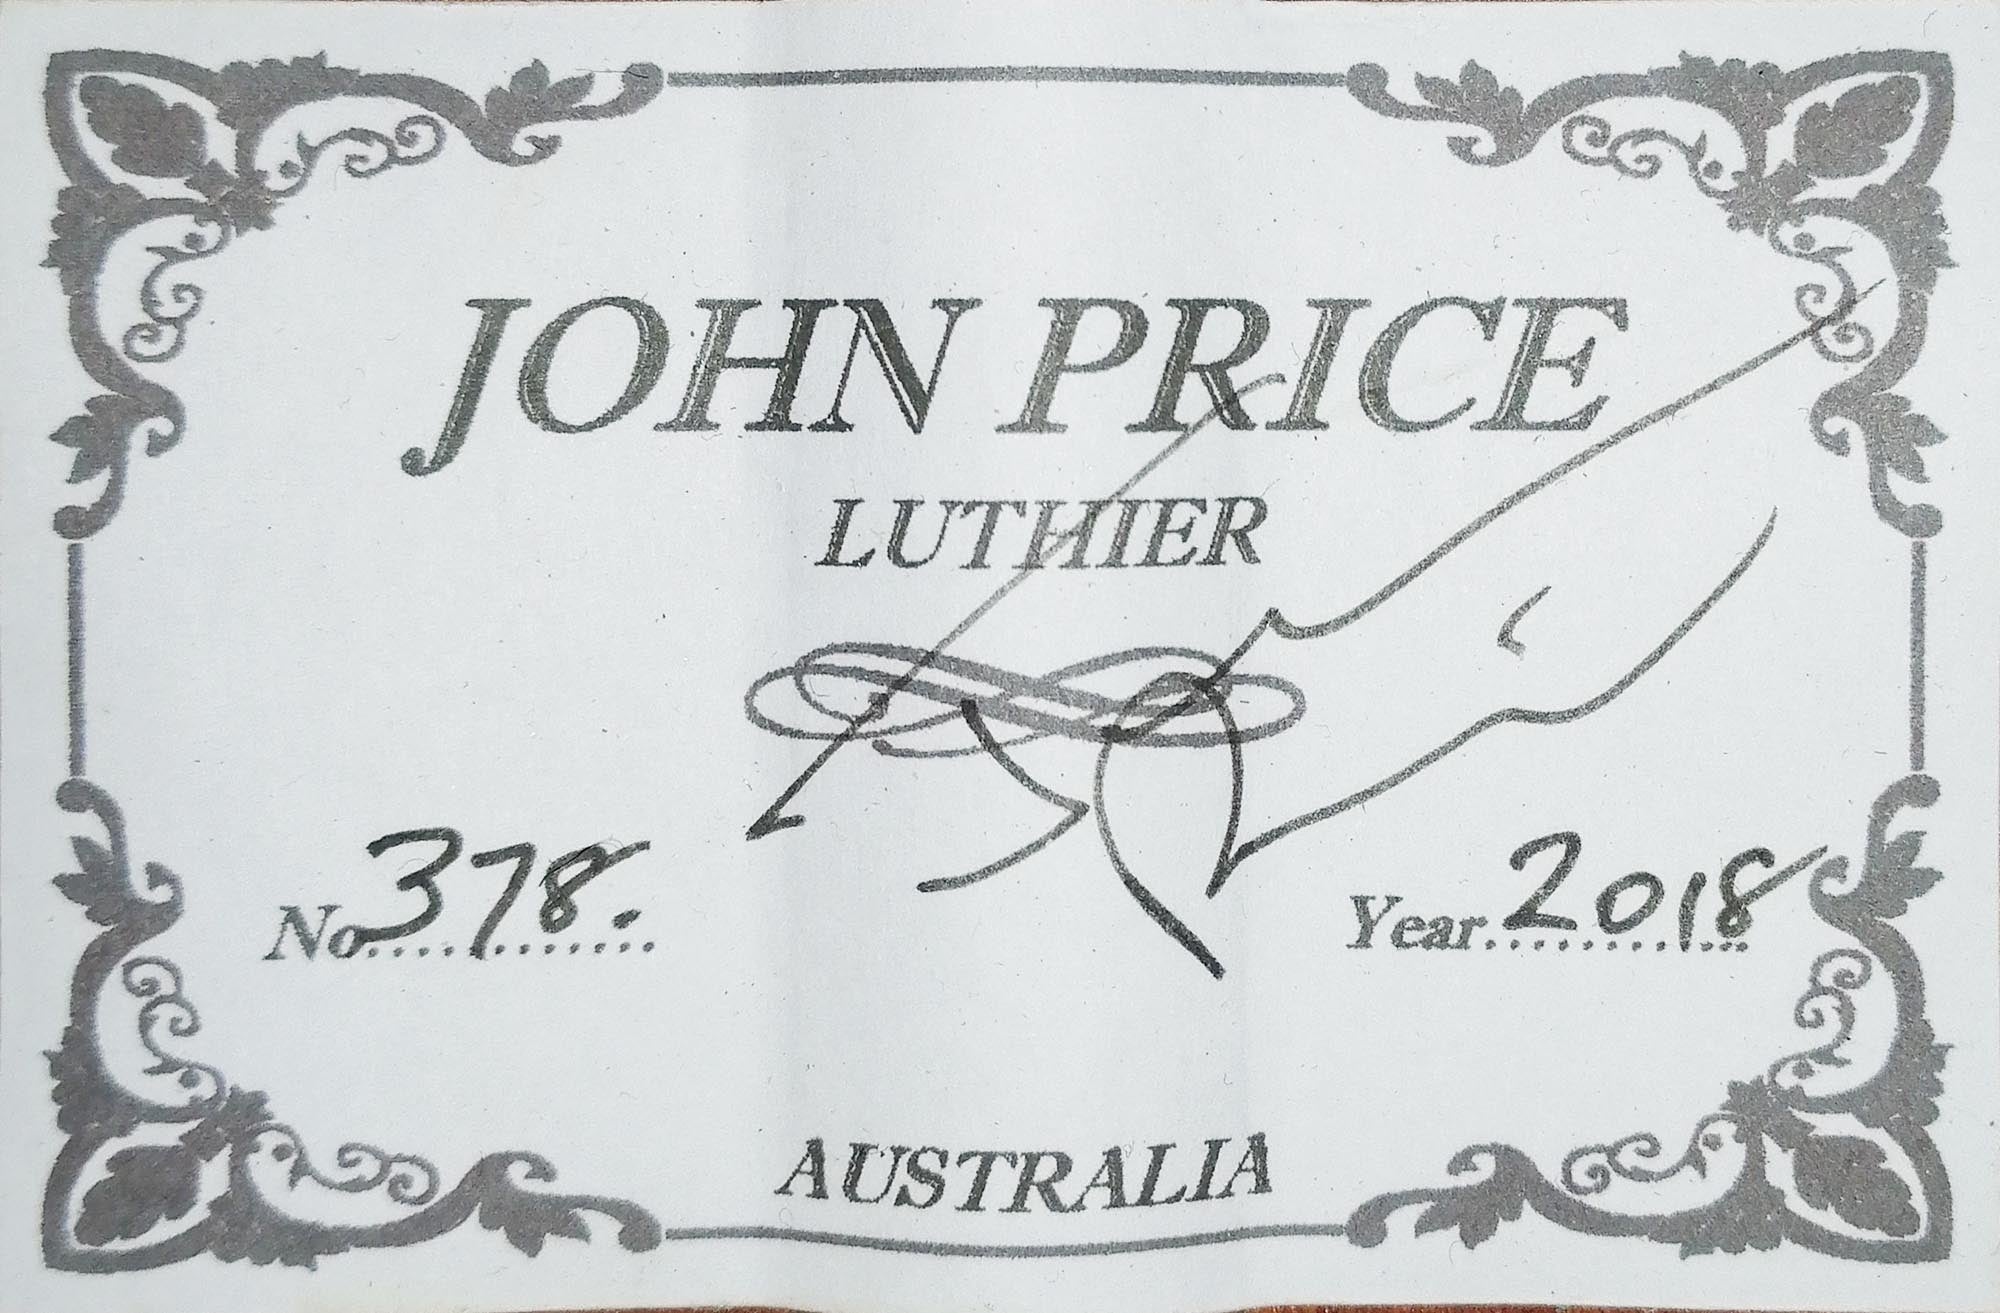 JOHN PRICE
LUTHIER
No.............378.
Year............2018
AUSTRALIA